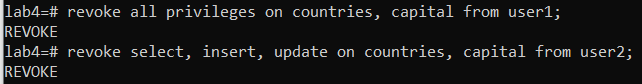 lab4=# revoke all privileges on countries, capital from user1;
REVOKE
lab4=# revoke select, insert, update on countries, capital from user2;
REVOKE